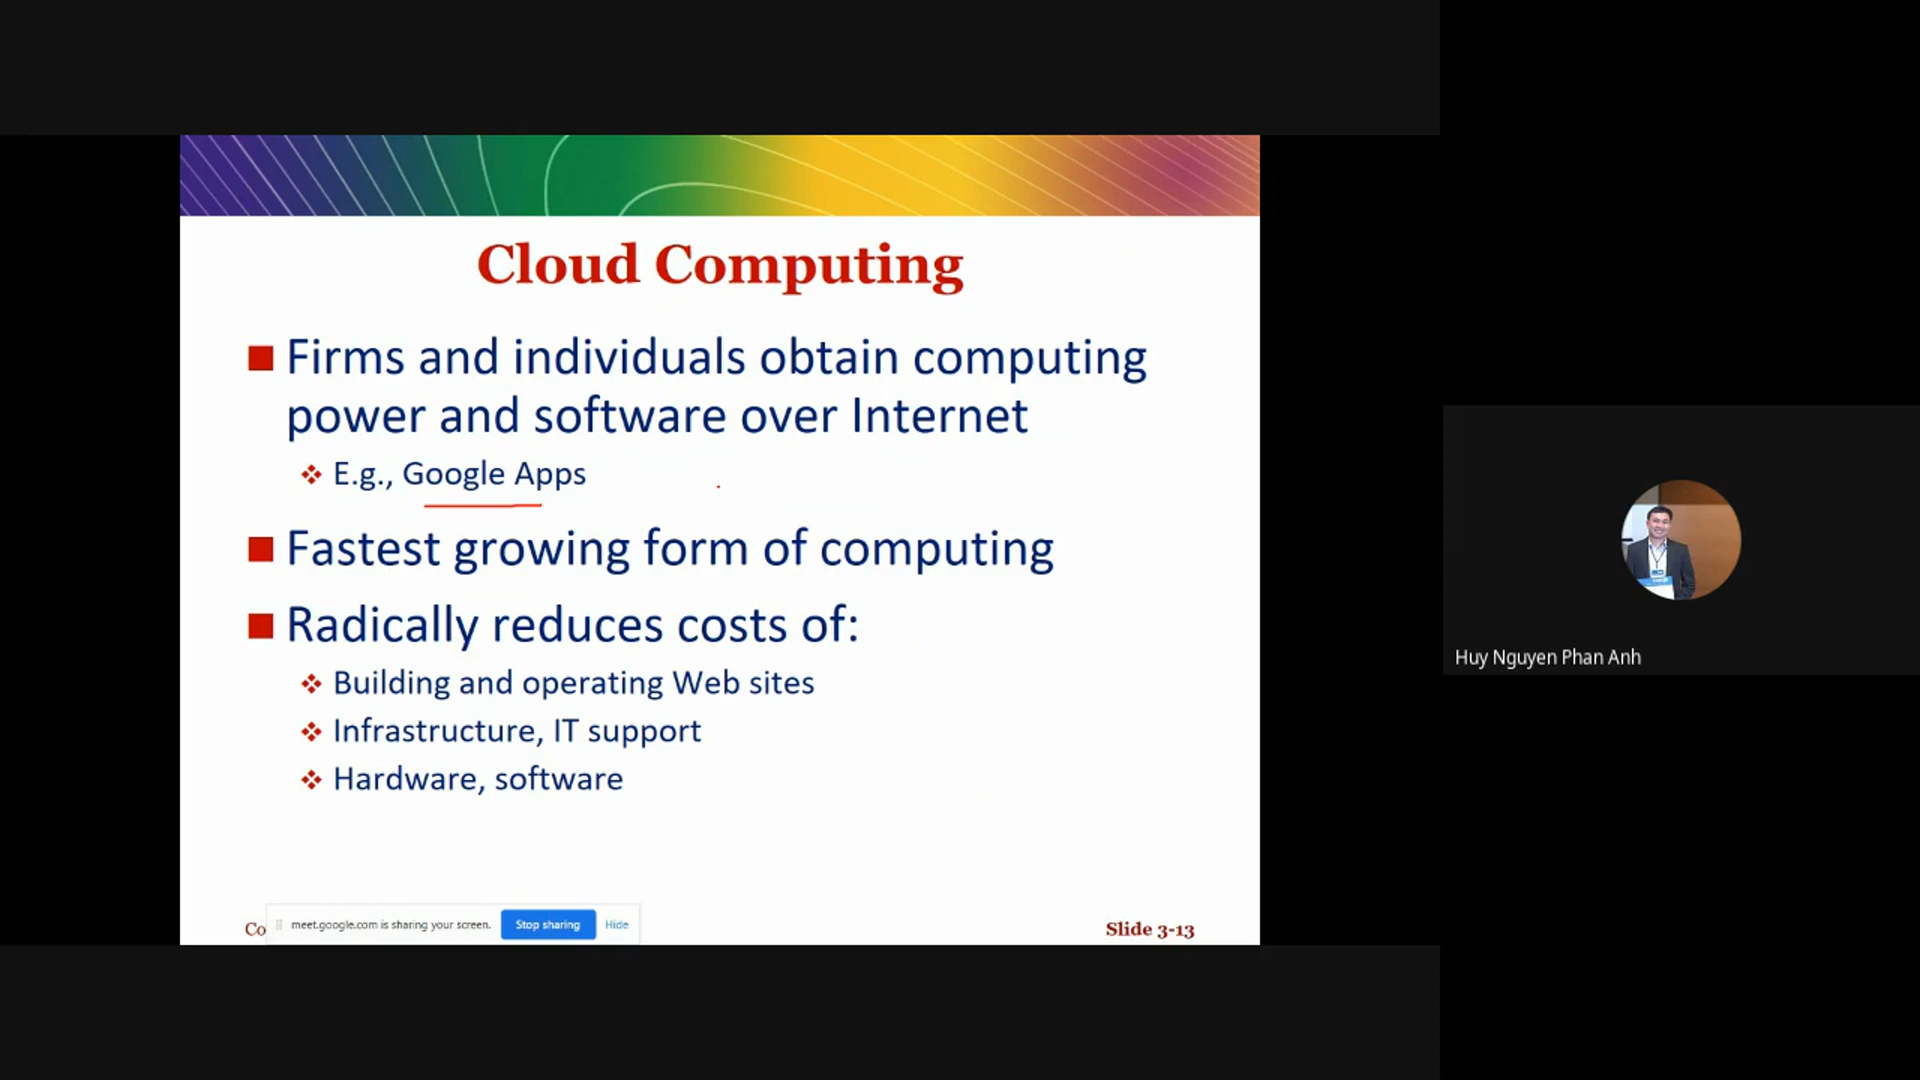 Cloud Computing
Firms and individuals obtain computing
power and software over Internet
E.g., Google Apps
Fastest growing form of computing
Radically reduces costs of:
Building and operating Web sites
Infrastructure, IT support
Hardware, software
Co
meet.google.com is sharing your screen. Stop sharing Hide
Slide 3-13
Huy Nguyen Phan Anh